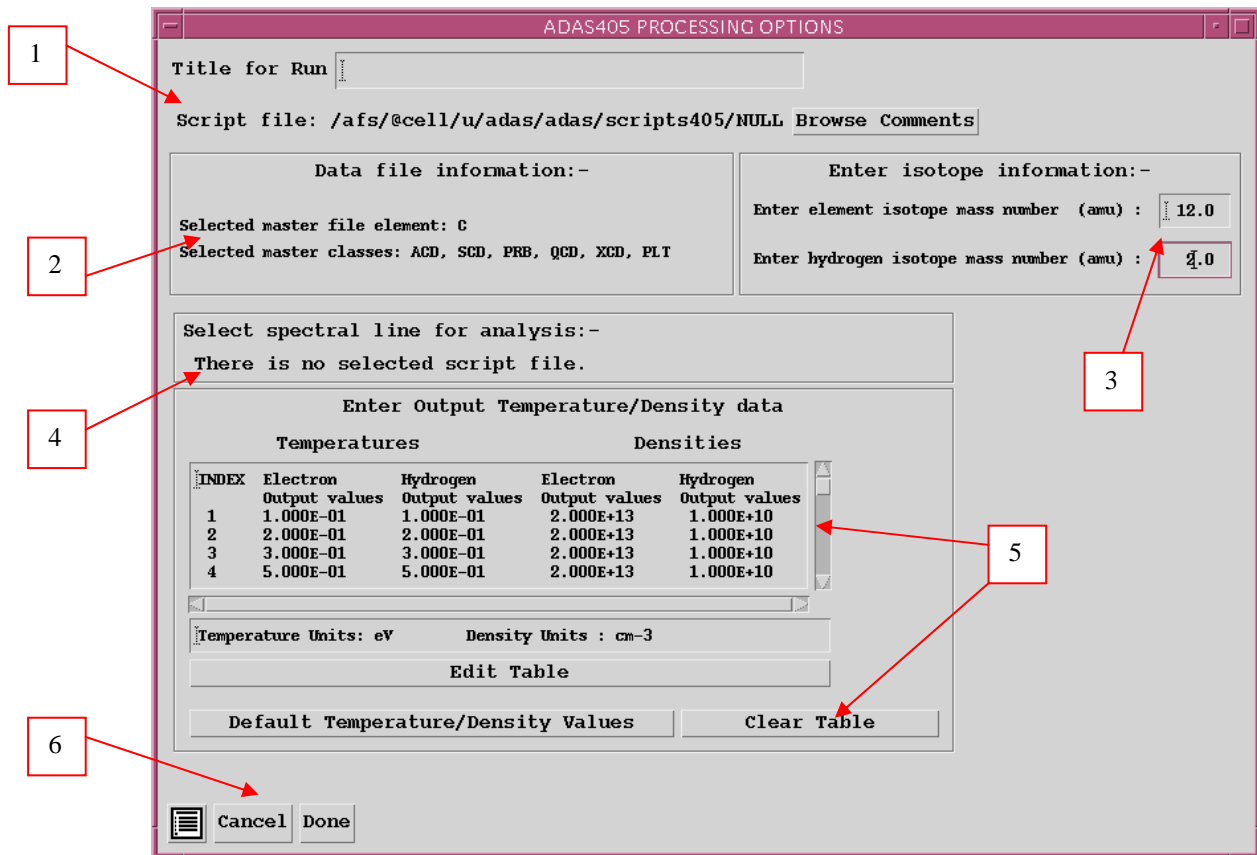 ADAS405 PROCESSING OPTIONS
1
Title for Run
Script file: /afs/@cell/u/adas/adas/scripts405/NULL Browse Comments
Data file information:-
Selected master file element: C
Selected master classes: ACD, SCD, PRB, QCD, XCD, PLT
2
Enter isotope information:-
Enter element isotope mass number (amu) : 12.0
Enter hydrogen isotope mass number (amu) : 2.0
3
Select spectral line for analysis:-
There is no selected script file.
4
Enter Output Temperature/Density data
Temperatures Densities
INDEX Electron Hydrogen Electron Hydrogen
Output values Output values Output values Output values
1 1.000E-01 1.000E-01 2.000E+13 1.000E+10
2 2.000E-01 2.000E-01 2.000E+13 1.000E+10
3 3.000E-01 3.000E-01 2.000E+13 1.000E+10
4 5.000E-01 5.000E-01 2.000E+13 1.000E+10
5
Temperature Units: eV Density Units : cm-3
Edit Table
Default Temperature/Density Values Clear Table
6
Cancel Done